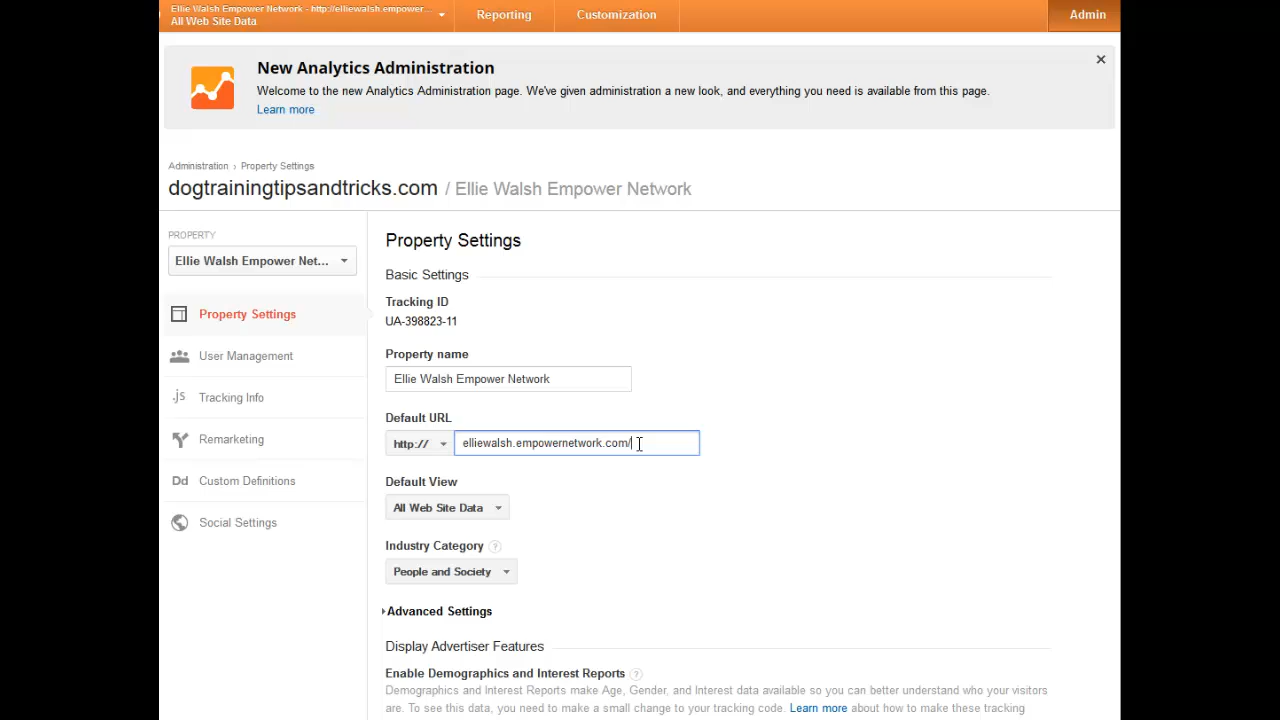 Ellie Walsh Empower Network - http://elliewalsh.empower...
All Web Site Data
Reporting
Customization
Admin
New Analytics Administration
Welcome to the new Analytics Administration page. We've given administration a new look, and everything you need is available from this page.
Learn more
Administration › Property Settings
dogtrainingtipsandtricks.com / Ellie Walsh Empower Network
PROPERTY
Ellie Walsh Empower Net...
Property Settings
User Management
.js Tracking Info
Remarketing
Dd Custom Definitions
Social Settings
Property Settings
Basic Settings
Tracking ID
UA-398823-11
Property name
Ellie Walsh Empower Network
Default URL
http:// elliewalsh.empowernetwork.com/
Default View
All Web Site Data
Industry Category ?
People and Society
Advanced Settings
Display Advertiser Features
Enable Demographics and Interest Reports ?
Demographics and Interest Reports make Age, Gender, and Interest data available so you can better understand who your visitors
are. To see this data, you need to make a small change to your tracking code. Learn more about how to make these tracking